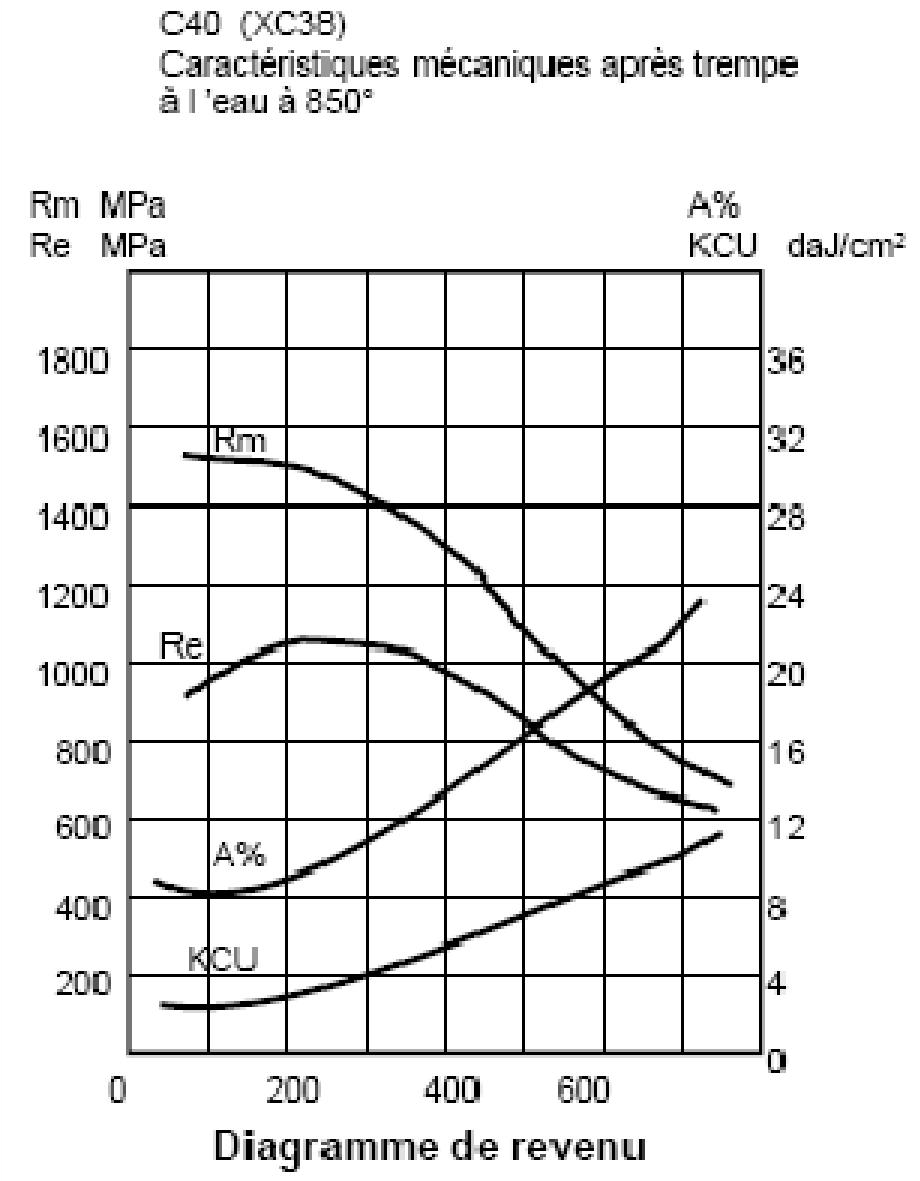 C40 (XC38)
Caractéristiques mécaniques après trempe
à l 'eau à 850°
Rm MPa
Re MPa
A%
KCU daJ/cm²
1800
1600
1400
1200
1000
800
600
400
200
36
32
28
24
20
16
12
8
4
0
Rm
Re
A%
KCU
0 200 400 600
Diagramme de revenu